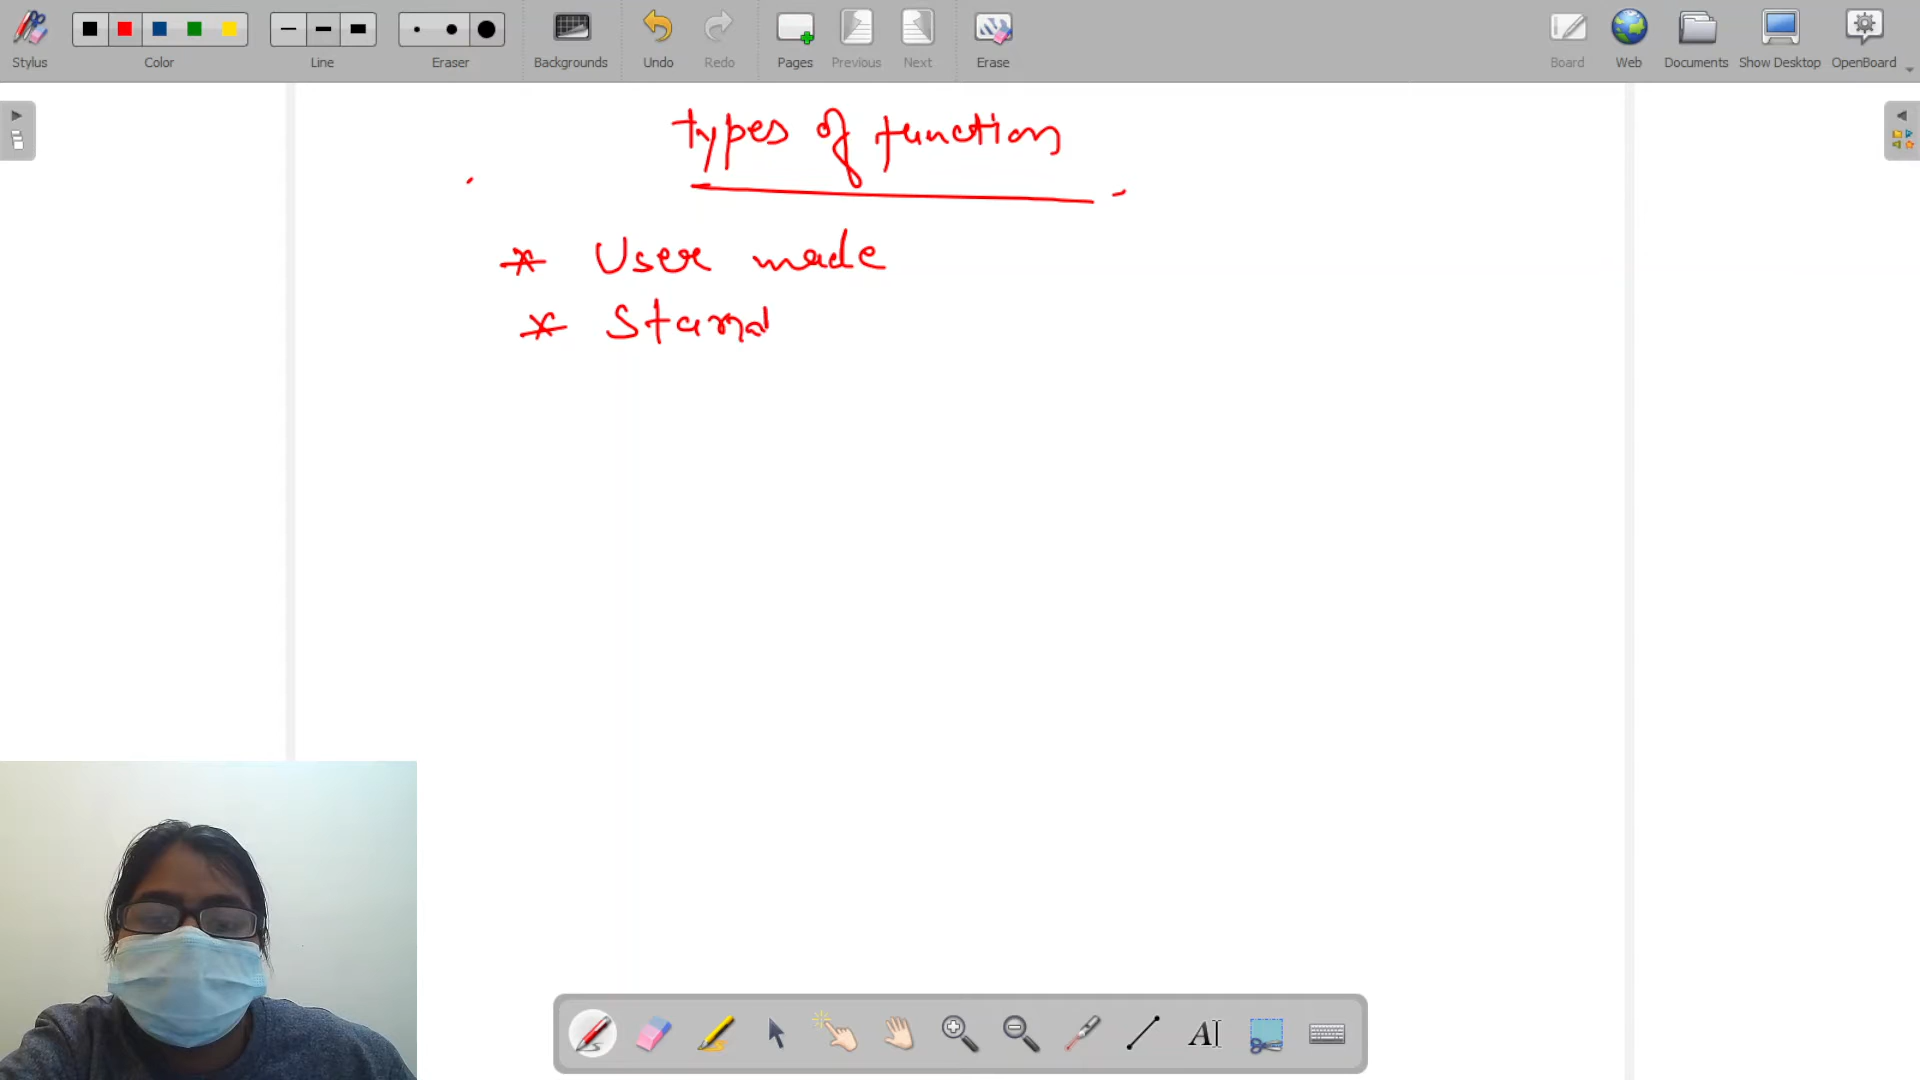 Stylus
Color
Line
Eraser
Backgrounds
Undo
Redo
Pages
Previous
Next
Erase
Board
Web
Documents
Show Desktop
OpenBoard
types of function
* User made
* Stand